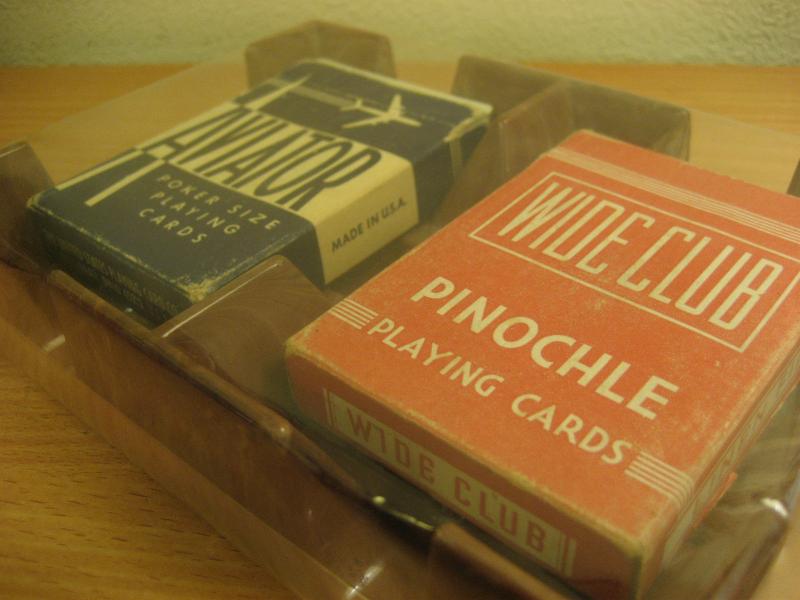 AVIATOR
POKER SIZE
PLAYING
CARDS
MADE IN U.S.A.
WIDE CLUB
PINOCHLE
PLAYING CARDS
WIDE CLUB